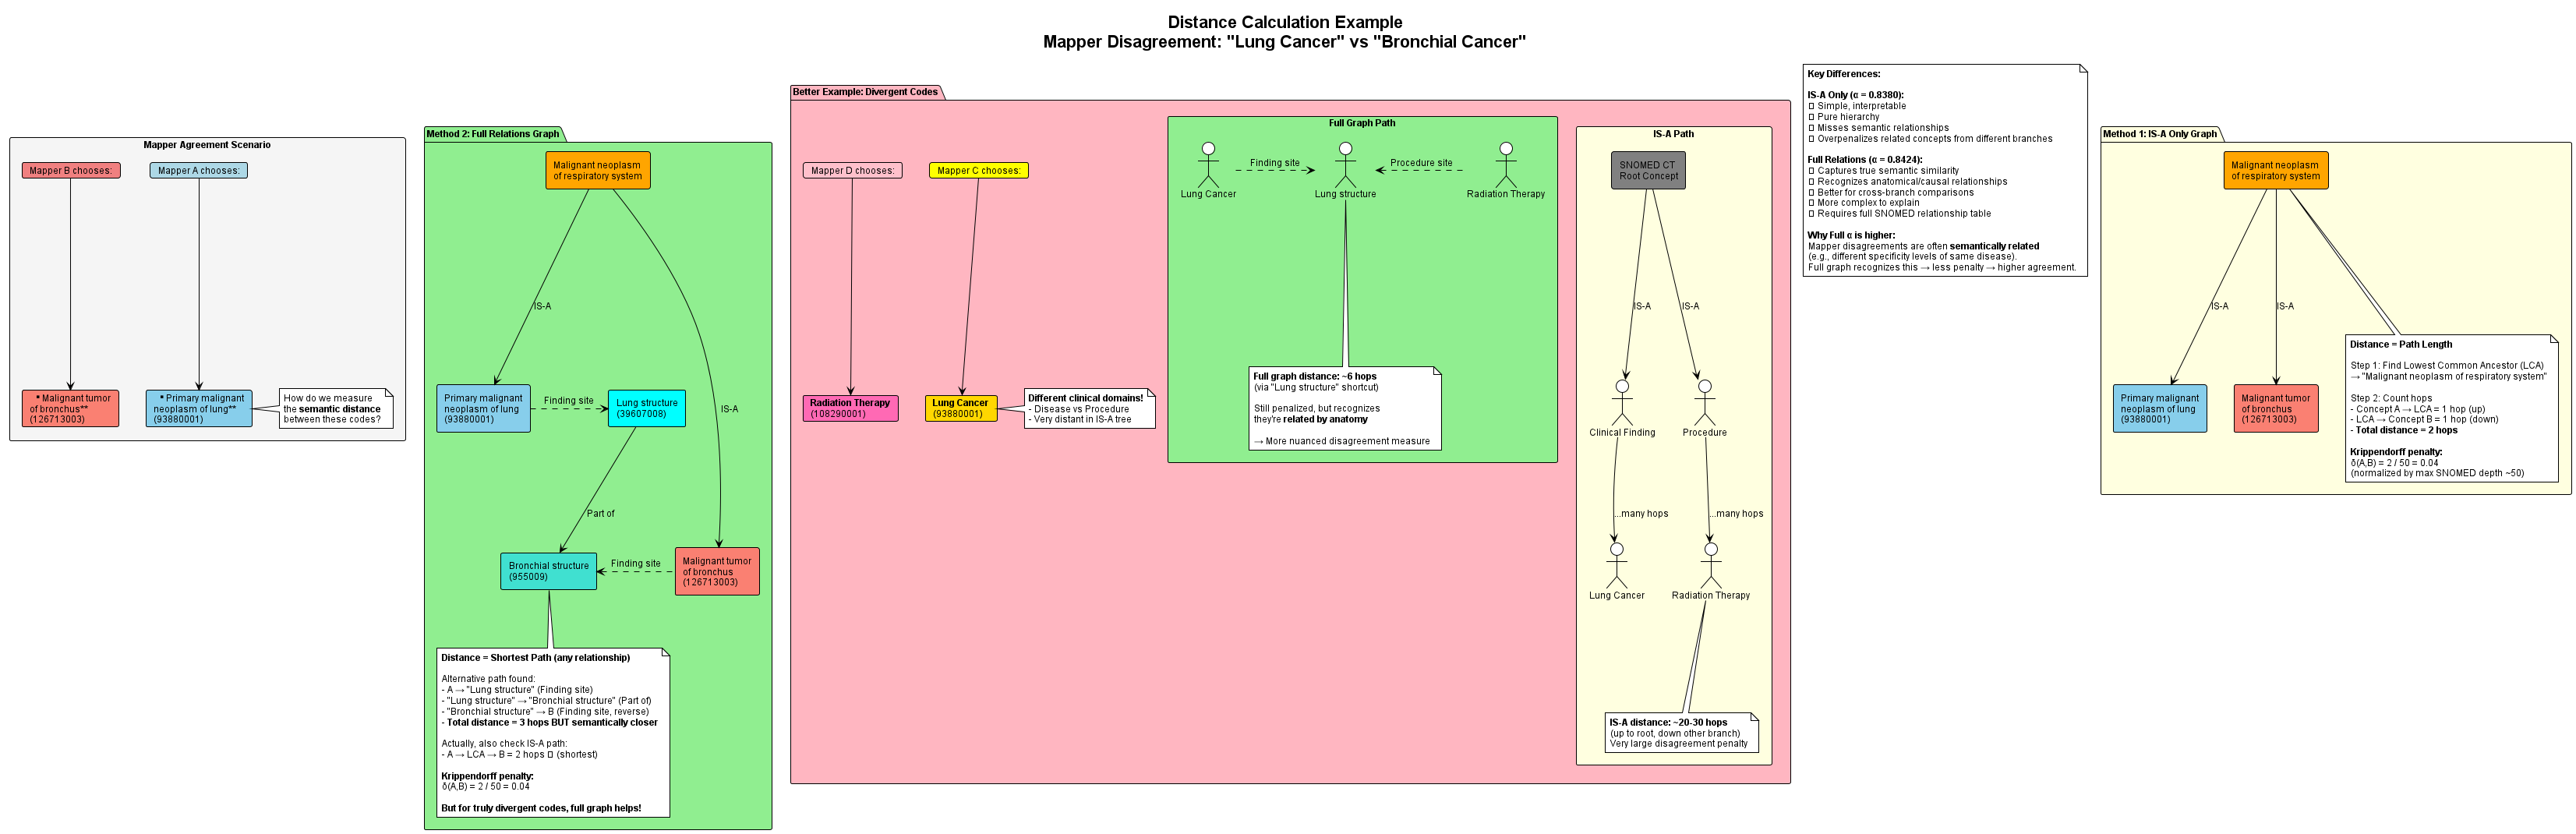 Distance Calculation Example
Mapper Disagreement: "Lung Cancer" vs "Bronchial Cancer"
Mapper Agreement Scenario
Mapper B chooses:
Mapper A chooses:
* Malignant tumor
of bronchus**
(126713003)
* Primary malignant
neoplasm of lung**
(93880001)
How do we measure
the semantic distance
between these codes?
Method 2: Full Relations Graph
Malignant neoplasm
of respiratory system
IS-A
IS-A
Primary malignant
neoplasm of lung
(93880001)
Finding site
Lung structure
(39607008)
Part of
Bronchial structure
(955009)
Finding site
Malignant tumor
of bronchus
(126713003)
Distance = Shortest Path (any relationship)
Alternative path found:
- A → "Lung structure" (Finding site)
- "Lung structure" → "Bronchial structure" (Part of)
- "Bronchial structure" → B (Finding site, reverse)
- Total distance = 3 hops BUT semantically closer
Actually, also check IS-A path:
- A → LCA → B = 2 hops ▯ (shortest)
Krippendorff penalty:
δ(A,B) = 2 / 50 = 0.04
But for truly divergent codes, full graph helps!
Better Example: Divergent Codes
Mapper D chooses:
Mapper C chooses:
Radiation Therapy
(108290001)
Lung Cancer
(93880001)
Different clinical domains!
- Disease vs Procedure
- Very distant in IS-A tree
Full Graph Path
Lung Cancer
Finding site
Lung structure
Procedure site
Radiation Therapy
Full graph distance: ~6 hops
(via "Lung structure" shortcut)
Still penalized, but recognizes
they're related by anatomy
→ More nuanced disagreement measure
IS-A Path
SNOMED CT
Root Concept
IS-A
IS-A
Clinical Finding
Procedure
...many hops
...many hops
Lung Cancer
Radiation Therapy
IS-A distance: ~20-30 hops
(up to root, down other branch)
Very large disagreement penalty
Key Differences:
IS-A Only (α = 0.8380):
▯ Simple, interpretable
▯ Pure hierarchy
▯ Misses semantic relationships
▯ Overpenalizes related concepts from different branches
Full Relations (α = 0.8424):
▯ Captures true semantic similarity
▯ Recognizes anatomical/causal relationships
▯ Better for cross-branch comparisons
▯ More complex to explain
▯ Requires full SNOMED relationship table
Why Full α is higher:
Mapper disagreements are often semantically related
(e.g., different specificity levels of same disease).
Full graph recognizes this → less penalty → higher agreement.
Method 1: IS-A Only Graph
Malignant neoplasm
of respiratory system
IS-A
IS-A
Primary malignant
neoplasm of lung
(93880001)
Malignant tumor
of bronchus
(126713003)
Distance = Path Length
Step 1: Find Lowest Common Ancestor (LCA)
→ "Malignant neoplasm of respiratory system"
Step 2: Count hops
- Concept A → LCA = 1 hop (up)
- LCA → Concept B = 1 hop (down)
- Total distance = 2 hops
Krippendorff penalty:
δ(A,B) = 2 / 50 = 0.04
(normalized by max SNOMED depth ~50)